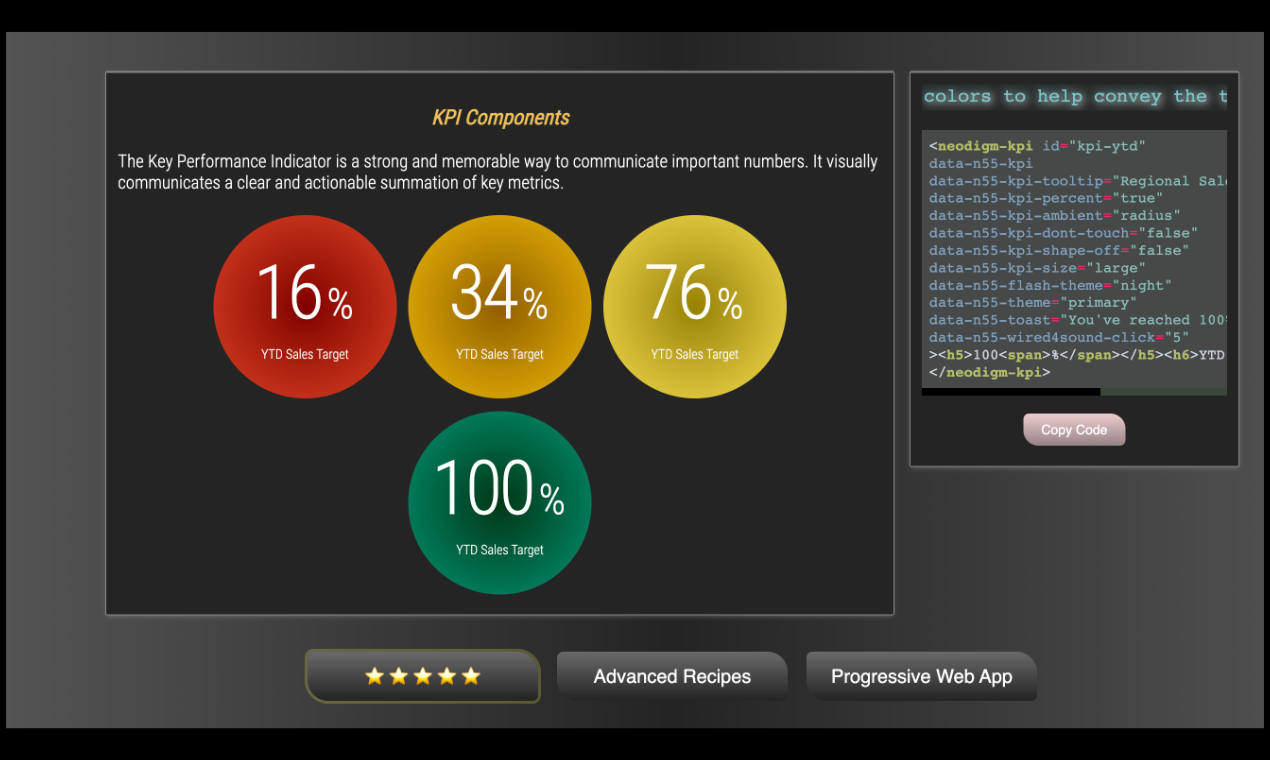 KPI Components
The Key Performance Indicator is a strong and memorable way to communicate important numbers. It visually
communicates a clear and actionable summation of key metrics.
16 %
YTD Sales Target
34 %
YTD Sales Target
76 %
YTD Sales Target
100 %
YTD Sales Target
colors to help convey the t
<neodigm-kpi id="kpi-ytd"
data-n55-kpi
data-n55-kpi-tooltip="Regional Sal
data-n55-kpi-percent="true"
data-n55-kpi-ambient="radius"
data-n55-kpi-dont-touch="false"
data-n55-kpi-shape-off="false"
data-n55-kpi-size="large"
data-n55-flash-theme="night"
data-n55-theme="primary"
data-n55-toast="You've reached 100
data-n55-wired4sound-click="5"
><h5>100<span>%</span></h5><h6>YTD
</neodigm-kpi>
Copy Code
Advanced Recipes
Progressive Web App